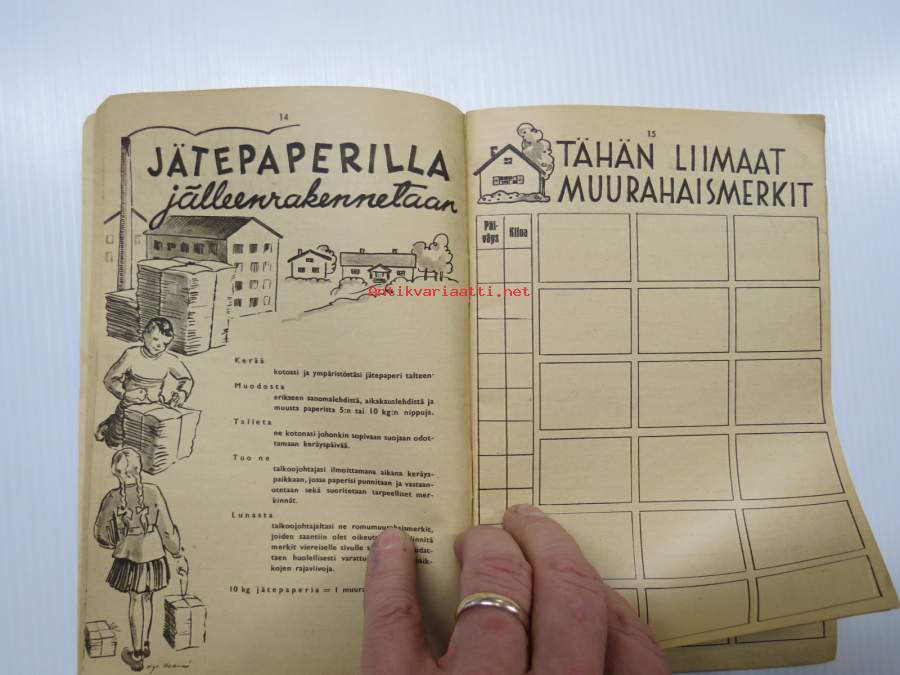 14
JÄTEPAPERILLA
jälleenrakennetaan
Kerää
kotoasi ja ympäristöstäsi jätepaperi talteen
Muodosta
erikseen sanomalehdistä, aikakauslehdistä ja
muusta paperista 5:n tai 10 kg:n nippuja.
Talleta
ne kotonasi johonkin sopivaan suojaan odot-
tamaan keräyspäivää.
Tuo ne
talkoojohtajasi ilmoittamana aikana keräys-
paikkaan, jossa paperisi punnitaan ja vastaan-
otetaan sekä suoritetaan tarpeelliset mer-
kinnät.
Lunasta
talkoojohtajaltasi ne romumuurahaismerkit,
joiden saantiin olet
merkit viereiselle sivulle
taen huolellisesti
kojen rajaviivoja.
10 kg jätepaperia = 1
15
TÄHÄN LIIMAAT
MUURAHAISMERKIT
Päi-
väys
Kiloa
Antikvariaatti.net